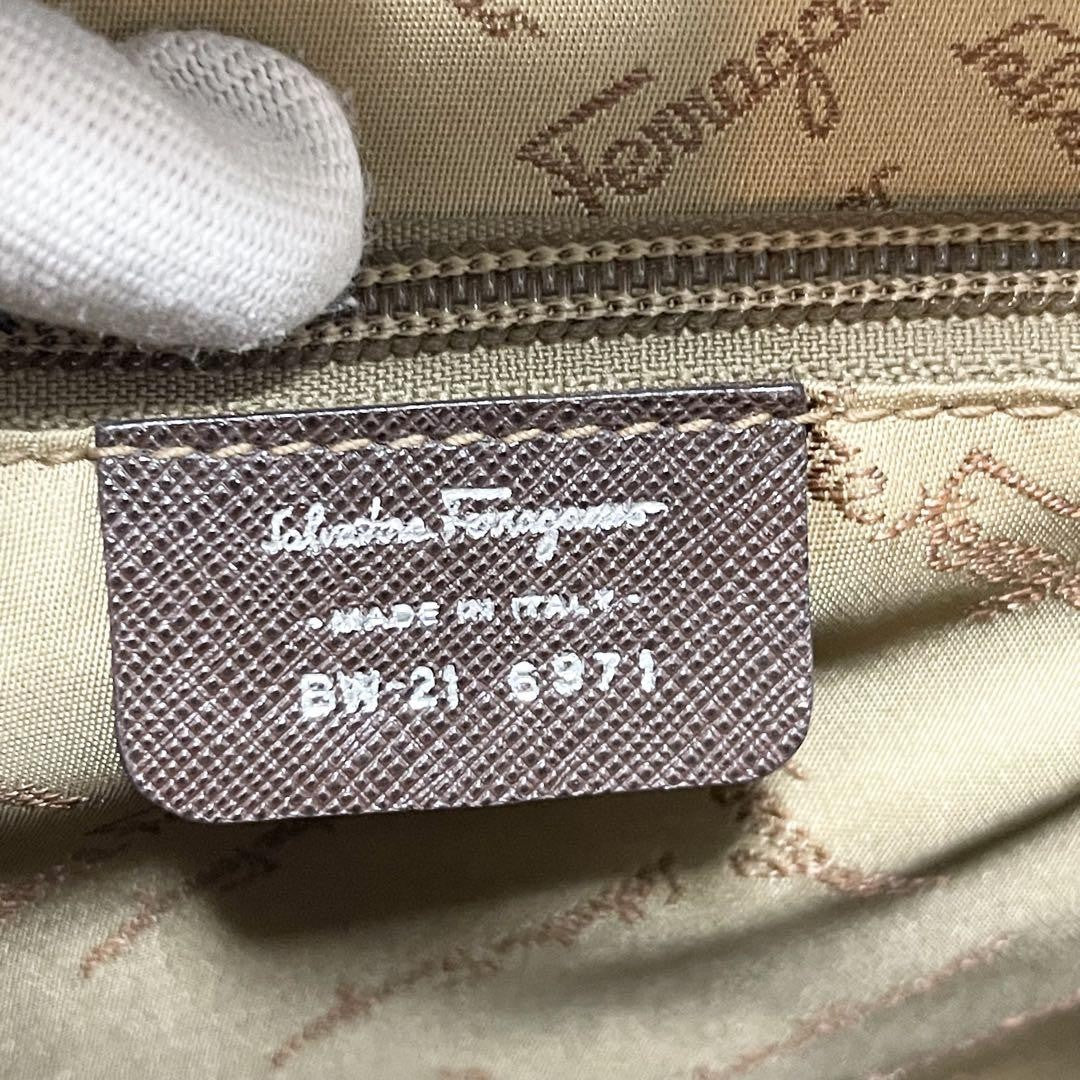 Salvatore Ferragamo
-MADE IN ITALY-
BW-21 6971